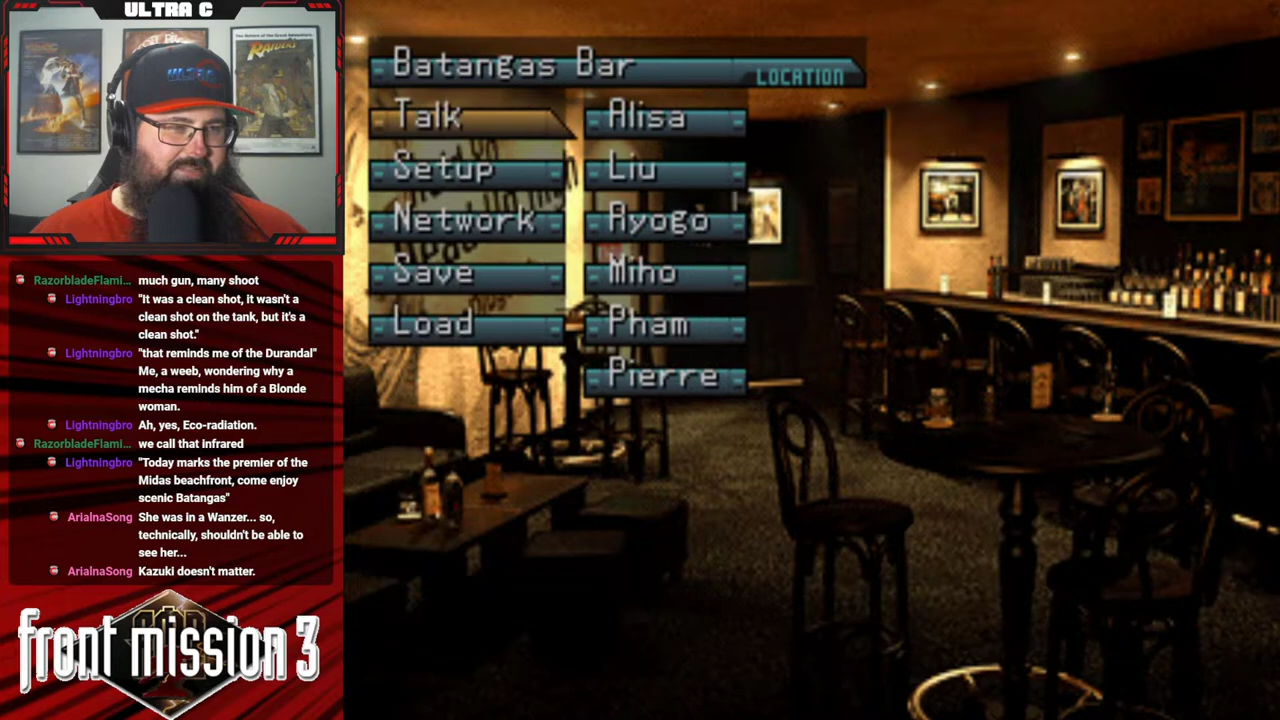 ULTRA C
RAIDERS
ULTRA
Batangas Bar
LOCATION
Talk
Alisa
Setup
Liu
Network
Ryogo
Save
Miho
Load
Pham
Pierre
RazorbladeFlami... much gun, many shoot
Lightningbro "It was a clean shot, it wasn't a
clean shot on the tank, but it's a
clean shot."
Lightningbro "that reminds me of the Durandal"
Me, a weeb, wondering why a
mecha reminds him of a Blonde
woman.
Lightningbro Ah, yes, Eco-radiation.
RazorbladeFlami... we call that infrared
Lightningbro "Today marks the premier of the
Midas beachfront, come enjoy
scenic Batangas"
ArialnaSong She was in a Wanzer... so,
technically, shouldn't be able to
see her...
ArialnaSong Kazuki doesn't matter.
front mission 3